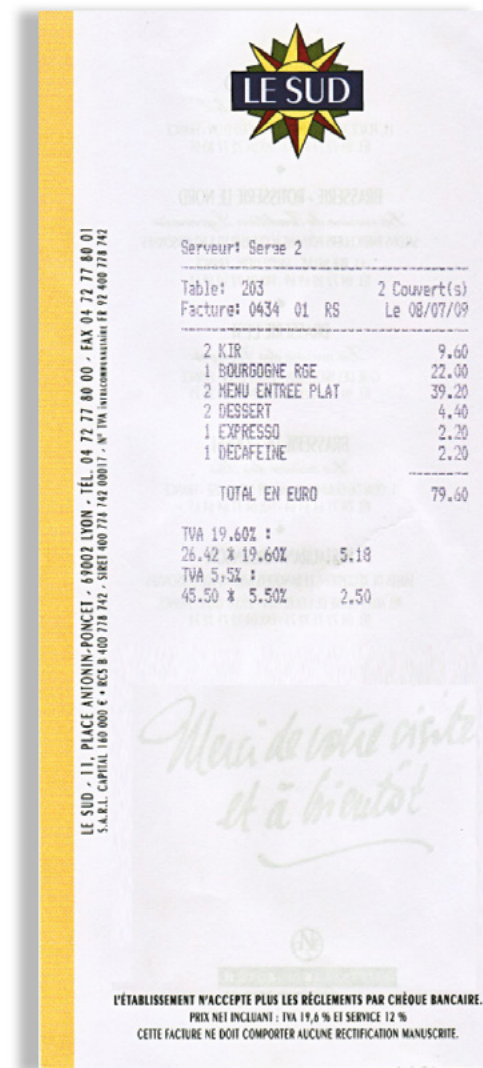 LE SUD
Serveur: Serge 2
Table: 203 2 Couvert(s)
Facture: 0434 01 RS Le 08/07/09
2 KIR 9.60
1 BOURGOGNE RGE 22.00
2 MENU ENTREE PLAT 39.20
2 DESSERT 4.40
1 EXPRESSO 2.20
1 DECAFEINE 2.20
TOTAL EN EURO 79.60
TVA 19.60% :
26.42 * 19.60% 5.18
TVA 5,5% :
45.50 * 5.50% 2.50
Merci de votre visite
et à bientôt
L'ÉTABLISSEMENT N'ACCEPTE PLUS LES RÈGLEMENTS PAR CHÈQUE BANCAIRE.
PRIX NET INCLUANT : TVA 19,6 % ET SERVICE 12 %
CETTE FACTURE NE DOIT COMPORTER AUCUNE RECTIFICATION MANUSCRITE.
LE SUD - 11, PLACE ANTONIN-PONCET - 69002 LYON - TÉL. 04 72 77 80 00 - FAX 04 72 77 80 01
S.A.R.L. CAPITAL 160 000 € • RCS B 400 778 742 - SIRET 400 778 742 00017 - N° TVA INTRACOMMUNAUTAIRE FR 92 400 778 742